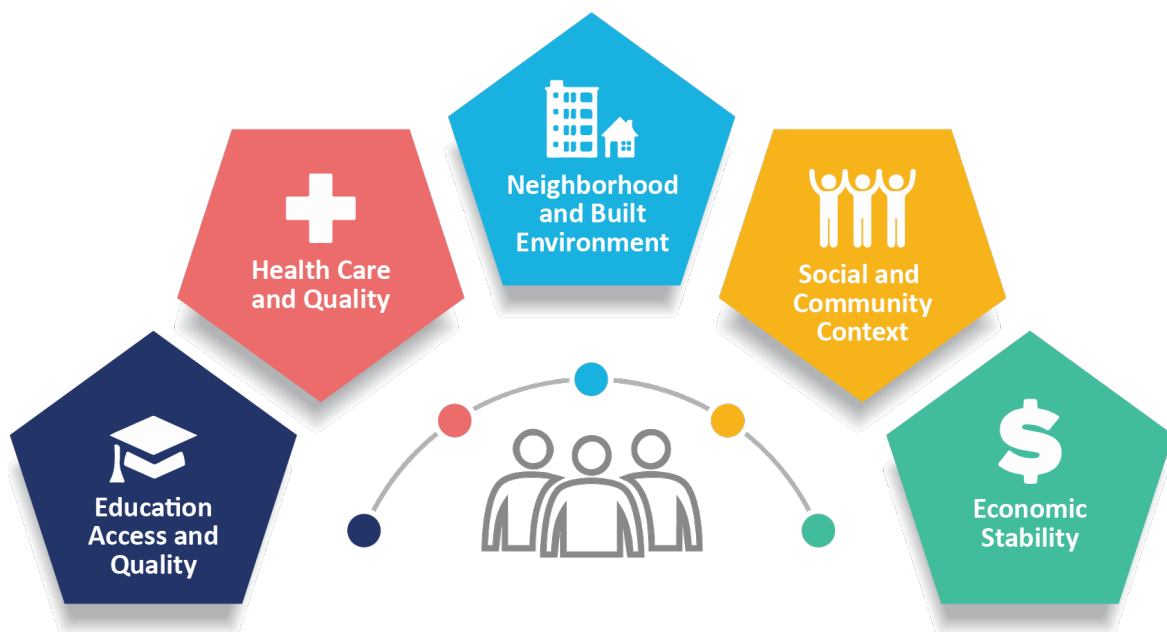 Education
Access and
Quality
Health Care
and Quality
Neighborhood
and Built
Environment
Social and
Community
Context
$
Economic
Stability